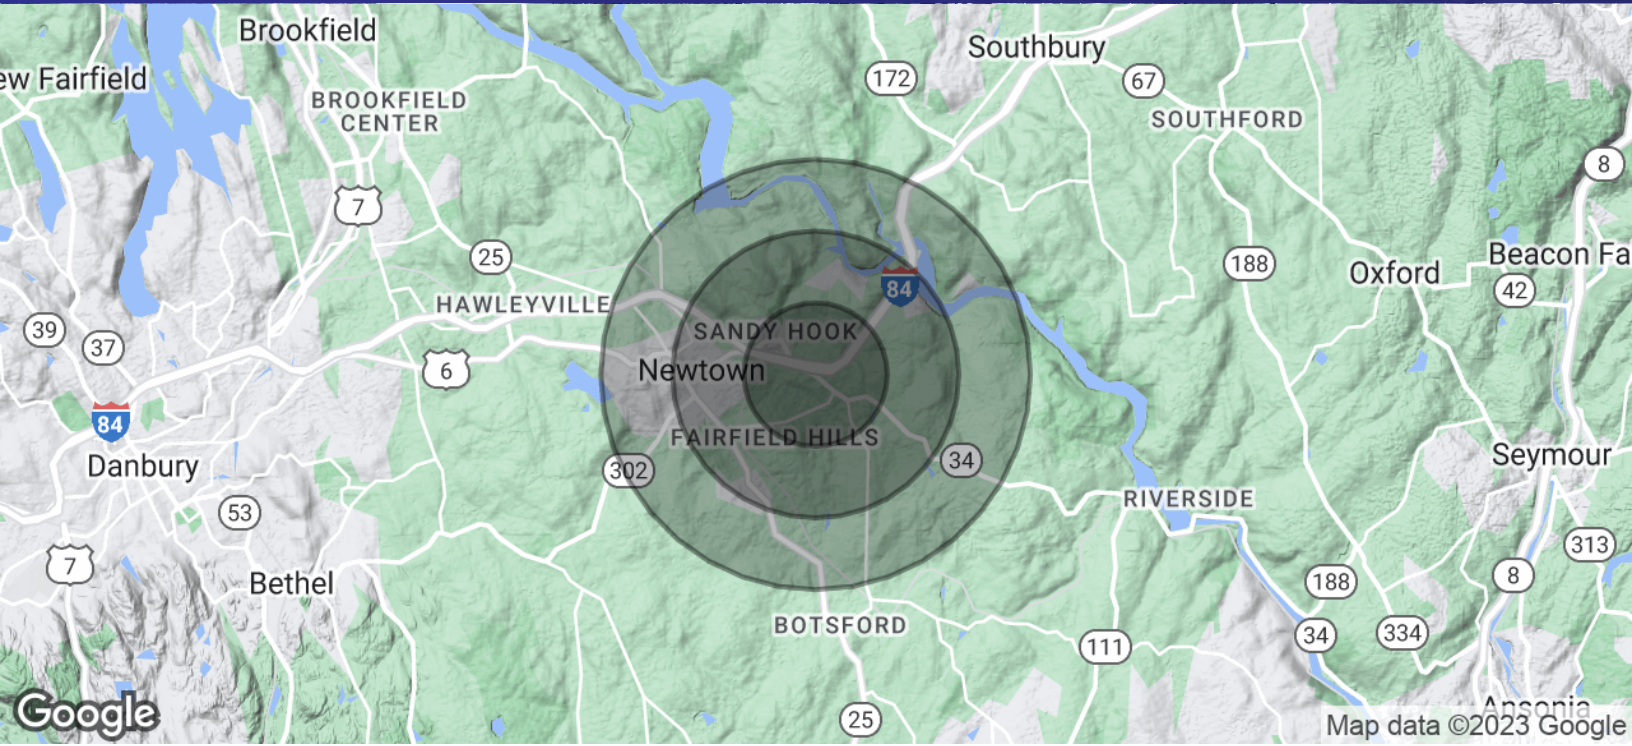 Brookfield
Southbury
ew Fairfield
172
67
BROOKFIELD
CENTER
SOUTHFORD
8
7
25
188
Beacon Fa
Oxford
84
42
HAWLEYVILLE
39
37
SANDY HOOK
6
Newtown
84
FAIRFIELD HILLS
Danbury
302
34
Seymour
RIVERSIDE
53
313
7
Bethel
188
8
BOTSFORD
34
334
111
Ansonia
Google
25
Map data ©2023 Google